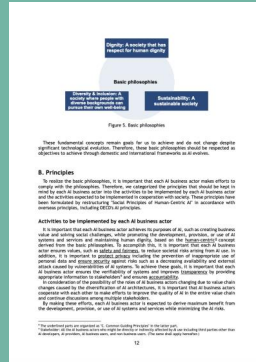 Dignity: A society that has
respect for human dignity
Basic philosophies
Diversity & Inclusion: A
society where people with
diverse backgrounds can
pursue their own well-being
Sustainability: A
sustainable society
Figure 5. Basic philosophies
These fundamental concepts remain goals for us to achieve and do not change despite
significant technological evolution. Therefore, these basic philosophies should be respected as
objectives to achieve through domestic and international frameworks as AI evolves.
B. Principles
To realize the basic philosophies, it is important that each AI business actor makes efforts to
comply with the philosophies. Therefore, we categorized the principles that should be kept in
mind by each AI business actor into the activities to be implemented by each AI business actor
and the activities expected to be implemented in cooperation with society. These principles have
been formulated by restructuring "Social Principles of Human-Centric AI" in accordance with
overseas principles, including OECD's AI principles.
Activities to be implemented by each AI business actor
It is important that each AI business actor achieves its purposes of AI, such as creating business
value and solving social challenges, while promoting the development, provision, or use of AI
systems and services and maintaining human dignity, based on the human-centric⁵ concept
derived from the basic philosophies. To accomplish this, it is important that each AI business
actor ensures values, such as safety and fairness, to reduce societal risks arising from AI use. In
addition, it is important to protect privacy including the prevention of inappropriate use of
personal data and ensure security against risks such as a decreasing availability and external
attack caused by vulnerabilities of AI systems. To achieve these goals, it is important that each
AI business actor ensures the verifiability of systems and improves transparency by providing
appropriate information to stakeholders⁶ and ensures accountability.
In consideration of the possibility of the roles of AI business actors changing due to value chain
changes caused by the diversification of AI architectures, it is important that AI business actors
cooperate with each other to make efforts to improve the quality of AI in the entire value chain
and continue discussions among multiple stakeholders.
By making these efforts, each AI business actor is expected to derive maximum benefit from
the development, provision, or use of AI systems and services while minimizing the AI risks.
⁵ The underlined parts are organized as "C. Common Guiding Principles" in the latter part.
12